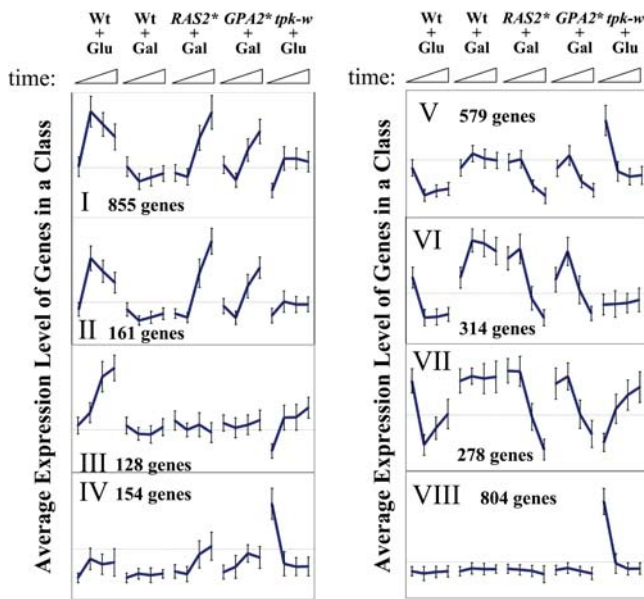 Wt Wt RAS2* GPA2* tpk-w
+ + + + +
Glu Gal Gal Gal Glu
time:
Average Expression Level of Genes in a Class
I 855 genes
II 161 genes
III 128 genes
IV 154 genes
Wt Wt RAS2* GPA2* tpk-w
+ + + + +
Glu Gal Gal Gal Glu
time:
Average Expression Level of Genes in a Class
V 579 genes
VI 314 genes
VII 278 genes
VIII 804 genes